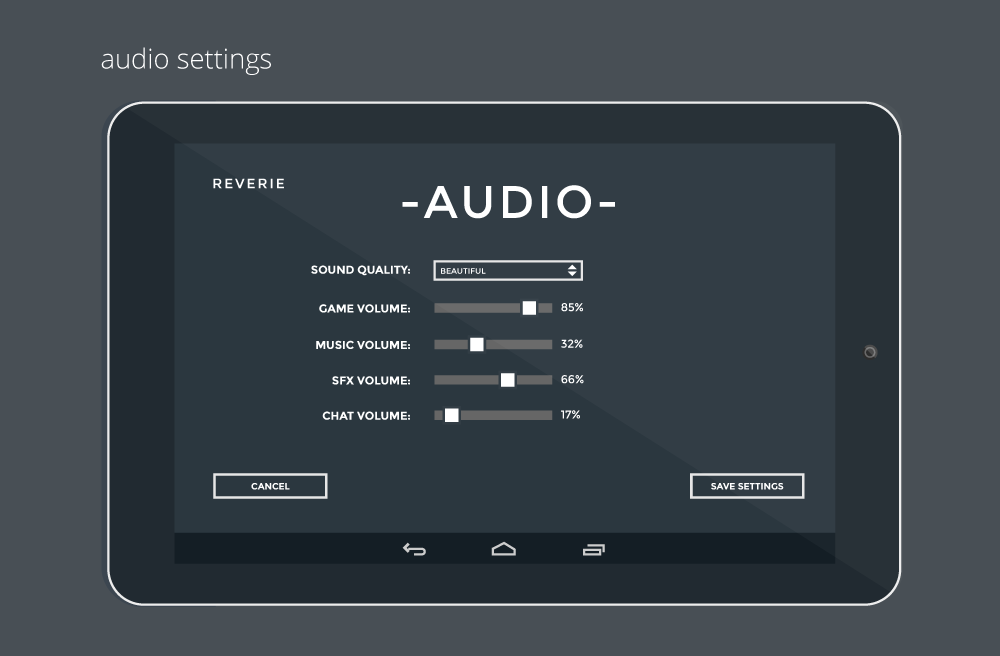 audio settings
REVERIE
-AUDIO-
SOUND QUALITY: BEAUTIFUL
GAME VOLUME: 85%
MUSIC VOLUME: 32%
SFX VOLUME: 66%
CHAT VOLUME: 17%
CANCEL SAVE SETTINGS